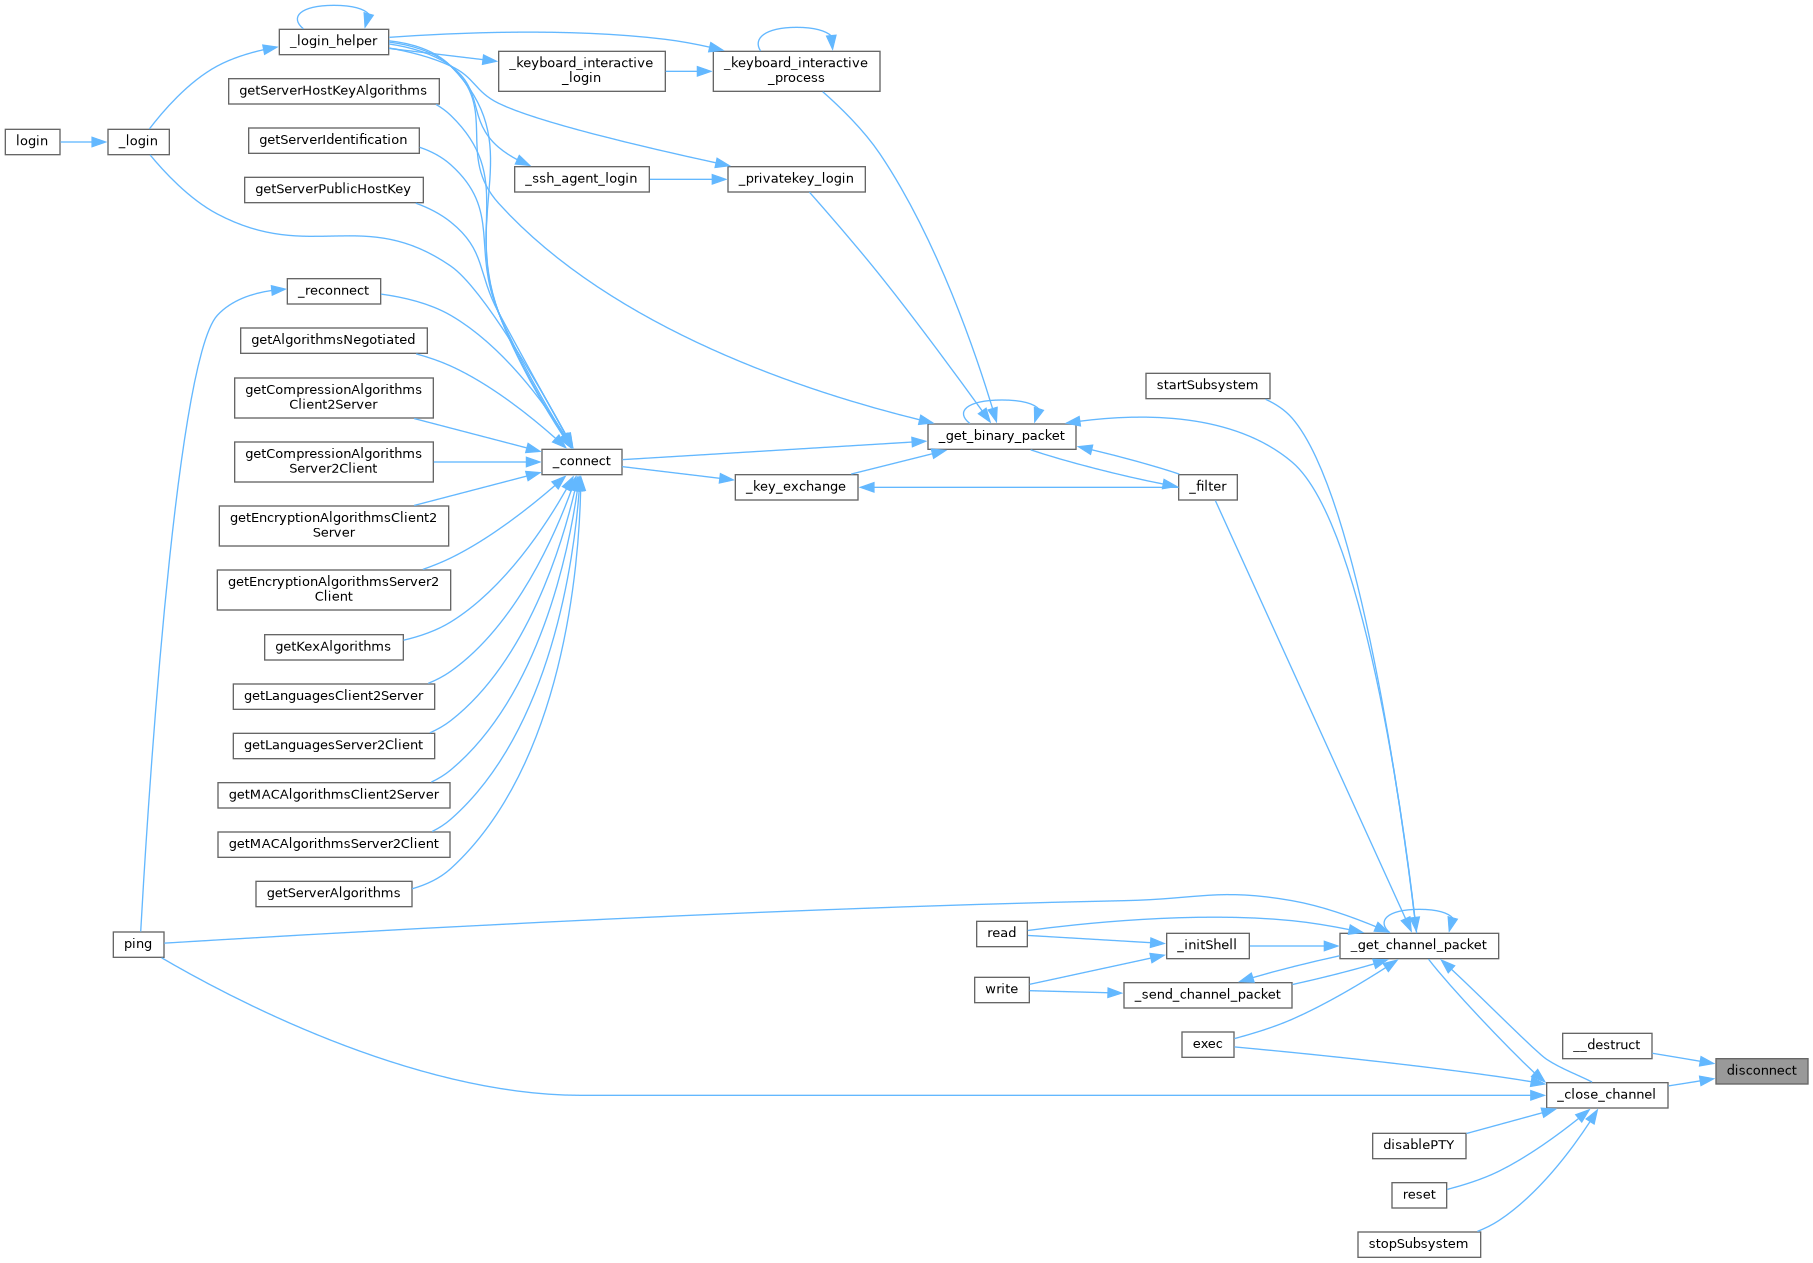 _login_helper
_keyboard_interactive
_login
_keyboard_interactive
_process
getServerHostKeyAlgorithms
getServerIdentification
login
_login
getServerPublicHostKey
_ssh_agent_login
_privatekey_login
_reconnect
getAlgorithmsNegotiated
getCompressionAlgorithms
Client2Server
getCompressionAlgorithms
Server2Client
startSubsystem
_get_binary_packet
_connect
_key_exchange
_filter
getEncryptionAlgorithmsClient2
Server
getEncryptionAlgorithmsServer2
Client
getKexAlgorithms
getLanguagesClient2Server
getLanguagesServer2Client
getMACAlgorithmsClient2Server
getMACAlgorithmsServer2Client
getServerAlgorithms
ping
read
_initShell
_get_channel_packet
write
_send_channel_packet
exec
__destruct
disconnect
_close_channel
disablePTY
reset
stopSubsystem